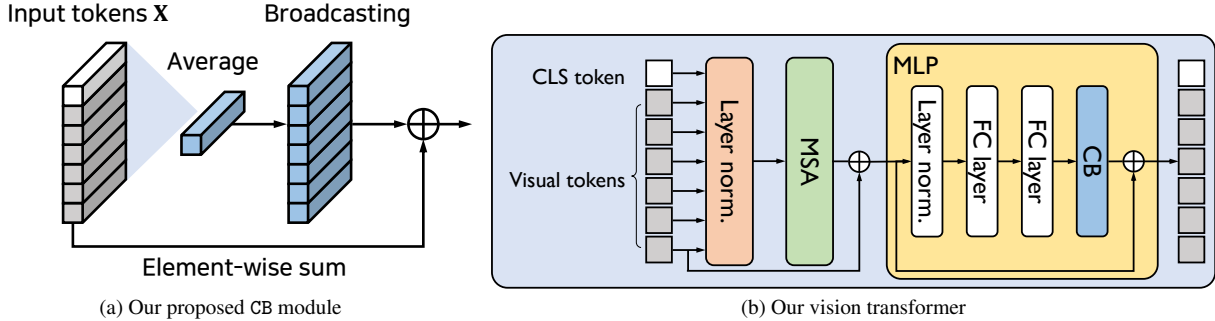 Input tokens X
Broadcasting
Average
Element-wise sum
(a) Our proposed CB module
CLS token
Visual tokens
Layer norm.
MSA
MLP
Layer norm.
FC layer
FC layer
CB
(b) Our vision transformer